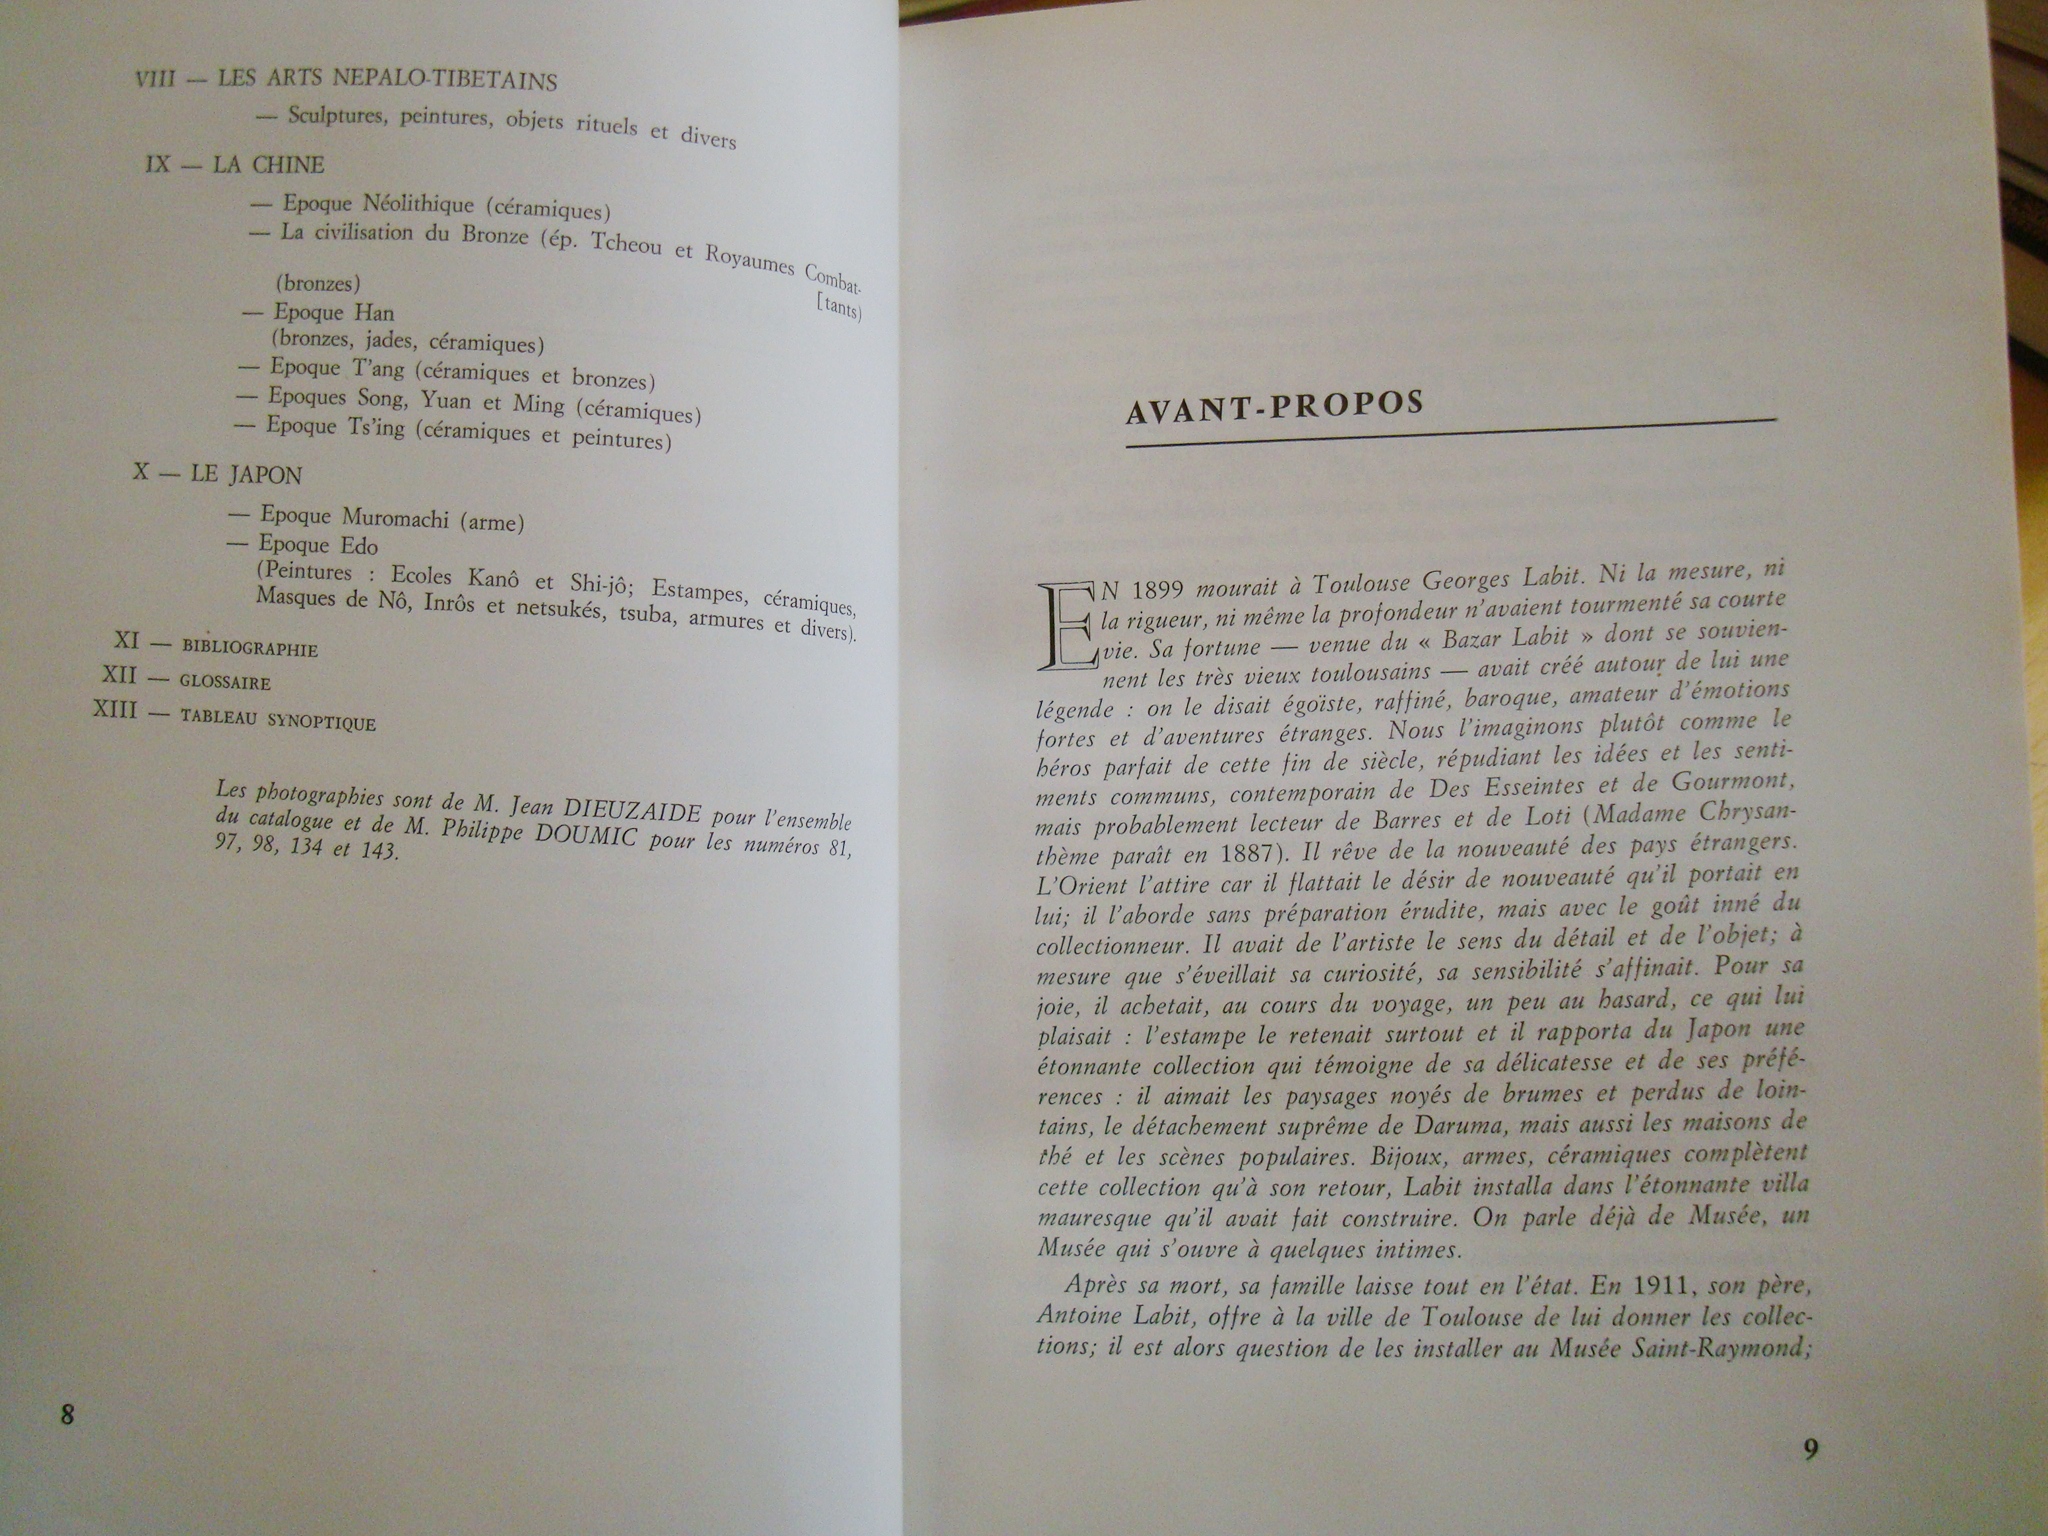 VIII — LES ARTS NEPALO-TIBETAINS
— Sculptures, peintures, objets rituels et divers
IX — LA CHINE
— Epoque Néolithique (céramiques)
— La civilisation du Bronze (ép. Tcheou et Royaumes Combat-
[tants)
(bronzes)
— Epoque Han
(bronzes, jades, céramiques)
— Epoque T'ang (céramiques et bronzes)
— Epoques Song, Yuan et Ming (céramiques)
— Epoque Ts'ing (céramiques et peintures)
X — LE JAPON
— Epoque Muromachi (arme)
— Epoque Edo
(Peintures : Ecoles Kanô et Shi-jô; Estampes, céramiques,
Masques de Nô, Inrôs et netsukés, tsuba, armures et divers).
XI — BIBLIOGRAPHIE
XII — GLOSSAIRE
XIII — TABLEAU SYNOPTIQUE
Les photographies sont de M. Jean DIEUZAIDE pour l'ensemble
du catalogue et de M. Philippe DOUMIC pour les numéros 81,
97, 98, 134 et 143.
8
AVANT-PROPOS
EN 1899 mourait à Toulouse Georges Labit. Ni la mesure, ni
la rigueur, ni même la profondeur n'avaient tourmenté sa courte
vie. Sa fortune — venue du « Bazar Labit » dont se souvien-
nent les très vieux toulousains — avait créé autour de lui une
légende : on le disait égoïste, raffiné, baroque, amateur d'émotions
fortes et d'aventures étranges. Nous l'imaginons plutôt comme le
héros parfait de cette fin de siècle, répudiant les idées et les senti-
ments communs, contemporain de Des Esseintes et de Gourmont,
mais probablement lecteur de Barres et de Loti (Madame Chrysan-
thème paraît en 1887). Il rêve de la nouveauté des pays étrangers.
L'Orient l'attire car il flattait le désir de nouveauté qu'il portait en
lui; il l'aborde sans préparation érudite, mais avec le goût inné du
collectionneur. Il avait de l'artiste le sens du détail et de l'objet; à
mesure que s'éveillait sa curiosité, sa sensibilité s'affinait. Pour sa
joie, il achetait, au cours du voyage, un peu au hasard, ce qui lui
plaisait : l'estampe le retenait surtout et il rapporta du Japon une
étonnante collection qui témoigne de sa délicatesse et de ses préfé-
rences : il aimait les paysages noyés de brumes et perdus de loin-
tains, le détachement suprême de Daruma, mais aussi les maisons de
thé et les scènes populaires. Bijoux, armes, céramiques complètent
cette collection qu'à son retour, Labit installa dans l'étonnante villa
mauresque qu'il avait fait construire. On parle déjà de Musée, un
Musée qui s'ouvre à quelques intimes.
Après sa mort, sa famille laisse tout en l'état. En 1911, son père,
Antoine Labit, offre à la ville de Toulouse de lui donner les collec-
tions; il est alors question de les installer au Musée Saint-Raymond;
9